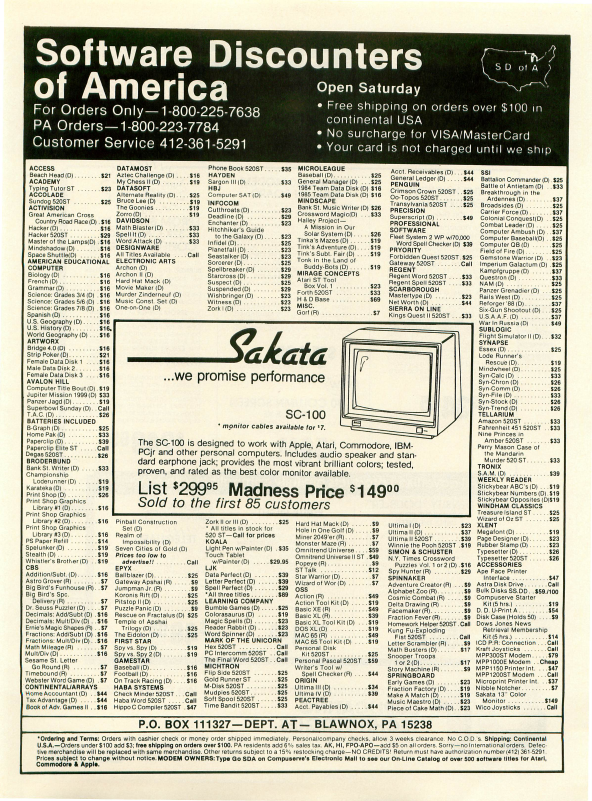 Software Discounters
of America
S D of A
For Orders Only—1-800-225-7638
PA Orders—1-800-223-7784
Customer Service 412-361-5291
Open Saturday
• Free shipping on orders over $100 in
continental USA
• No surcharge for VISA/MasterCard
• Your card is not charged until we ship
ACCESS
Beach Head (D) $21
ACADEMY
Typing Tutor ST $23
ACCOLADE
Sundog 520ST $25
ACTIVISION
Great American Cross
Country Road Race (D) $16
Hacker (D) $16
Hacker 520ST
Master of the Lamps(D) $16
Mindshadow (D) $16
Space Shuttle(D) $16
AMERICAN EDUCATIONAL
COMPUTER
Biology (D) $16
French (D) $16
Grammar (D) $16
Science: Grades 3/4 (D) $16
Science: Grades 5/6 (D) $16
Science: Grades 7/8 (D) $16
Spanish (D) $16
U.S. Geography (D) $16
U.S. History (D) $16
World Geography (D) $16
ARTWORX
Bridge 4.0 (D) $16
Strip Poker (D) $21
Female Data Disk 1 $16
Male Data Disk 2 $16
Female Data Disk 3 $16
AVALON HILL
Computer Title Bout (D) $19
Jupiter Mission 1999 (D) $33
Panzer Jagd (D) $19
Superbowl Sunday (D) Call
T.A.C. (D) $26
BATTERIES INCLUDED
B-Graph (D) $25
Home Pak (D) $33
Paperclip (D) $39
Paperclip Elite ST Call
Degas 520ST $26
BRODERBUND
Bank St. Writer (D) $33
Championship
Loderunner (D) $19
Karateka (D) $19
Print Shop (D) $26
Print Shop Graphics
Library #1 (D) $16
Print Shop Graphics
Library #2 (D) $16
Print Shop Graphics
Library #3 (D) $16
PS Paper Refill $14
Spelunker (D) $19
Stealth (D) $19
Whistler's Brother (D) $19
CBS
Addition/Subt. (D) $16
Astro Grover (R) $7
Big Bird's Funhouse (R) $7
Big Bird's Spc.
Delivery (R) $7
Dr. Seuss Puzzler (D) $7
Decimals: Add/Subt (D) $16
Decimals: Mult/Div (D) $16
Ernie's Magic Shapes (R) $7
Fractions: Add/Subt (D) $16
Fractions: Mult/Div (D) $16
Math Mileage (R) $7
Mult/Div (D) $16
Sesame St. Letter
Go Round (R) $7
Timebound (R) $7
Webster Word Game (D) $7
CONTINENTAL/ARRAYS
Home Accountant (D) $44
Tax Advantage (D) $44
Book of Adv. Games II $16
DATAMOST
Aztec Challenge (D) $16
My Chess II (D) $19
DATASOFT
Alternate Reality (D) $25
Bruce Lee (D) $19
The Goonies $19
Zorro (D) $19
DAVIDSON
Math Blaster (D) $33
Spell It (D) $33
Word Attack (D) $33
DESIGNWARE
All Titles Available Call
ELECTRONIC ARTS
Archon (D)
Archon II (D)
Hard Hat Mack (D)
Movie Maker (D)
Murder Zinderneuf (D)
Music Const. Set (D)
One-on-One (D)
Phone Book 520ST $35
HAYDEN
Sargon III (D) $33
HBJ
Computer SAT (D) $49
INFOCOM
Cutthroats (D) $23
Deadline (D) $29
Enchanter (D) $23
Hitchhiker's Guide
to the Galaxy (D) $23
Infidel (D) $25
Planetfall (D) $23
Seastalker (D) $23
Sorcerer (D) $25
Spellbreaker (D) $29
Starcross (D) $29
Suspect (D) $25
Suspended(D) $29
Wishbringer (D) $23
Witness (D) $23
Zork I (D) $23
MICROLEAGUE
Baseball (D) $25
General Manager (D) $25
1984 Team Data Disk (D) $16
1985 Team Data Disk (D) $16
MINDSCAPE
Bank St. Music Writer (D) $26
Crossword Magic(D) $33
Halley Project—
A Mission in Our
Solar System (D) $26
Tinka's Mazes (D) $19
Tink's Adventure (D) $19
Tink's Subt. Fair (D) $19
Tonk in the Land of
Buddy-Bots (D) $19
MIRAGE CONCEPTS
Atari ST Tool
Box Vol. 1 $23
Forth 520ST $33
H & D Base $69
MISC.
Gorf (R) $7
Acct. Receivables (D) $44
General Ledger (D) $44
PENGUIN
Crimson Crown 520ST $25
Oo-Topos 520ST $25
Transylvania 520ST $25
PRECISION
Superscript (D) $49
PROFESSIONAL
SOFTWARE
Fleet System 2 WP w/70,000
Word Spell Checker (D) $39
PRYORITY
Forbidden Quest 520ST $25
Gateway 520ST Call
REGENT
Regent Word 520ST $33
Regent Spell 520ST $33
SCARBOROUGH
Mastertype (D) $23
Net Worth (D) $44
SIERRA ON LINE
Kings Quest II 520ST $33
SSI
Battalion Commander (D) $25
Battle of Antietam (D) $33
Breakthrough in the
Ardennes (D) $37
Broadsides (D) $25
Carrier Force (D) $37
Colonial Conquest(D) $25
Combat Leader (D) $25
Computer Ambush (D) $37
Computer Baseball(D) $25
Computer QB (D) $25
Field of Fire (D) $25
Gemstone Warrior (D) $23
Imperium Galactum (D) $25
Kampfgruppe (D) $37
Questron (D) $33
NAM (D) $25
Panzer Grenadier (D) $25
Rails West (D) $25
Reforger '88 (D) $37
Six-Gun Shootout (D) $25
U.S.A.A.F. (D) $37
War In Russia (D) $49
SUBLOGIC
Flight Simulator II (D) $32
SYNAPSE
Essex (D) $25
Lode Runner's
Rescue (D) $19
Mindwheel (D) $25
Syn-Calc (D) $33
Syn-Chron (D) $26
Syn-Comm (D) $26
Syn-File (D) $33
Syn-Stock (D) $26
Syn-Trend (D) $26
TELLARIUM
Amazon 520ST $33
Fahrenheit 451 520ST $33
Nine Princes in
Amber 520ST $33
Perry Mason Case of
the Mandarin
Murder 520 ST $33
TRONIX
S.A.M. (D) $39
WEEKLY READER
Stickybear ABC's (D) $19
Stickybear Numbers (D) $19
Stickybear Opposites (D) $19
WINDHAM CLASSICS
Treasure Island ST $25
Wizard of Oz ST $25
XLENT
Megafont (D) $19
Page Designer (D) $23
Rubber Stamp (D) $23
Typesetter (D) $26
Typesetter 520ST $26
ACCESSORIES
Ape Face Printer
Interface $47
Astra Disk Drive Call
Bulk Disks SS.DD $59/100
Compuserve Starter
Kit (5 hrs.) $19
D.D. U-Print A $54
Disk Case (Holds 50) $9
Dow Jones News
Retrieval Membership
Kit (5 hrs.) $14
ICD P.R. Connection Call
Kraft Joysticks Call
MPP300ST Modem $79
MPP1000E Modem Cheap
MPP1150 Printer Int. $47
MPP1200ST Modem Call
Microprint Printer Int. $37
Nibble Notcher $7
Sakata 13" Color
Monitor $149
Wico Joysticks Call
Sakata
...we promise performance
SC-100
* monitor cables available for $7.
The SC-100 is designed to work with Apple, Atari, Commodore, IBM-
PCjr and other personal computers. Includes audio speaker and stan-
dard earphone jack; provides the most vibrant brilliant colors; tested,
proven, and rated as the best color monitor available.
List $299 95 Madness Price $149 00
Sold to the first 85 customers
Pinball Construction
Set (D)
Realm of
Impossibility (D)
Seven Cities of Gold (D)
Prices too low to
advertise!! Call
EPYX
Ballblazer (D) $25
Gateway Apshai (R) $9
Jumpman Jr. (R) $9
Koronis Rift (D) $25
Pitstop II (D) $25
Puzzle Panic (D) $9
Rescue on Fractalus (D) $25
Temple of Apshai
Trilogy (D) $25
The Eidolon (D) $25
FIRST STAR
Spy vs. Spy (D) $19
Spy vs. Spy 2 (D) $19
GAMESTAR
Baseball (D) $16
Football (D) $16
On Track Racing (D) $16
HABA SYSTEMS
Check Minder 520ST Call
Haba Word 520ST Call
Hippo C Compiler 520ST $47
Zork II or III (D) $25
* All titles in stock for
520 ST—Call for prices
KOALA
Light Pen w/Painter (D) $35
Touch Tablet
w/Painter (D) $29.95
LJK
Data Perfect (D) $39
Letter Perfect (D) $39
Spell Perfect (D) $29
*All three titles $89
LEARNING COMPANY
Bumble Games (D) $25
Colorasaurus (D) $19
Magic Spells (D) $23
Reader Rabbit (D) $23
Word Spinner (D) $23
MARK OF THE UNICORN
Hex 520ST Call
PC Intercomm 520ST Call
The Final Word 520ST Call
MICHTRON
Flip Side 520ST $25
Gold Runner ST $25
M-Disk 520ST $25
Mudpies 520ST $25
Soft Spool 520ST $25
Time Bandit 520ST $33
Hard Hat Mack (D) $9
Hole in One Golf (D) $9
Miner 2049'er (R) $7
Monster Maze (R) $7
Omnitrend Universe $59
Omnitrend Universe II ST $48
Popeye (R) $9
ST Talk $12
Star Warrior (D) $7
Wizard of Wor (D) $7
OSS
Action (R) $49
Action Tool Kit (D) $19
Basic XE (R) $49
Basic XL (R) $39
Basic XL Tool Kit (D) $19
DOS XL (D) $19
MAC 65 (R) $49
MAC 65 Tool Kit (D) $19
Personal Disk
Kit 520ST $25
Personal Pascal 520ST $59
Writer's Tool w/
Spell Checker (R) $44
ORIGIN
Ultima III (D) $34
Ultima IV (D) $39
PEACTREE
Acct. Payables (D) $44
Ultima I (D) $23
Ultima II (D) $37
Ultima II 520ST $39
Winnie the Pooh 520ST $19
SIMON & SCHUSTER
N.Y. Times Crossword
Puzzles Vol. 1 or 2 (D) $16
Spy Hunter (R) $29
SPINNAKER
Adventure Creator (R) $9
Alphabet Zoo (R) $9
Cosmic Combat (R) $9
Delta Drawing (R) $9
Facemaker (R) $9
Fraction Fever (R) $9
Homework Helper 520ST Call
Kung Fu-Exploding
Fist 520ST Call
Letter Scrambler (R) $9
Math Busters (D) $17
Snooper Troops
1 or 2 (D) $17
Story Machine (R) $9
SPRINGBOARD
Early Games (D) $23
Fraction Factory (D) $19
Make A Match (D) $19
Music Maestro (D) $23
Piece of Cake Math (D) $23
P.O. BOX 111327—DEPT. AT— BLAWNOX, PA 15238
*Ordering and Terms: Orders with cashier check or money order shipped immediately. Personal/company checks, allow 3 weeks clearance. No C.O.D.'s. Shipping: Continental
U.S.A.—Orders under $100 add $3; free shipping on orders over $100. PA residents add 6% sales tax. AK, HI, FPO-APO—add $5 on all orders. Sorry—no International orders. Defec-
tive merchandise will be replaced with same merchandise. Other returns subject to a 15% restocking charge—NO CREDITS! Return must have authorization number (412) 361-5291.
Prices subject to change without notice. MODEM OWNERS: Type Go SDA on Compuserve's Electronic Mall to see our On-Line Catalog of over 500 software titles for Atari,
Commodore & Apple.